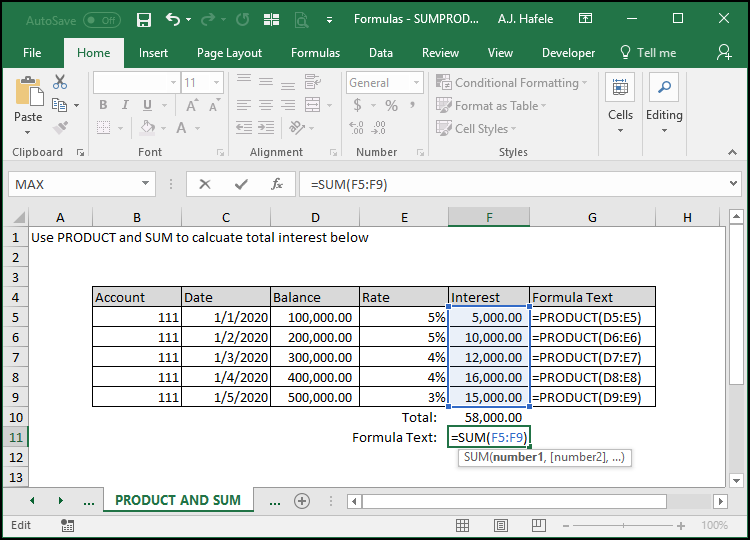 AutoSave Off Formulas - SUMPROD... A.J. Hafele
File Home Insert Page Layout Formulas Data Review View Developer Tell me
Paste
Clipboard
11
B I U A A
A
Font
Alignment
General
$ % ,
.00 .0
Number
Conditional Formatting
Format as Table
Cell Styles
Styles
Cells
Editing
MAX =SUM(F5:F9)
A B C D E F G H
1 Use PRODUCT and SUM to calcuate total interest below
2
3
4 Account Date Balance Rate Interest Formula Text
5 111 1/1/2020 100,000.00 5% 5,000.00 =PRODUCT(D5:E5)
6 111 1/2/2020 200,000.00 5% 10,000.00 =PRODUCT(D6:E6)
7 111 1/3/2020 300,000.00 4% 12,000.00 =PRODUCT(D7:E7)
8 111 1/4/2020 400,000.00 4% 16,000.00 =PRODUCT(D8:E8)
9 111 1/5/2020 500,000.00 3% 15,000.00 =PRODUCT(D9:E9)
10 Total: 58,000.00
11 Formula Text: =SUM(F5:F9)
12 SUM(number1, [number2], ...)
13
... PRODUCT AND SUM ...
Edit 100%